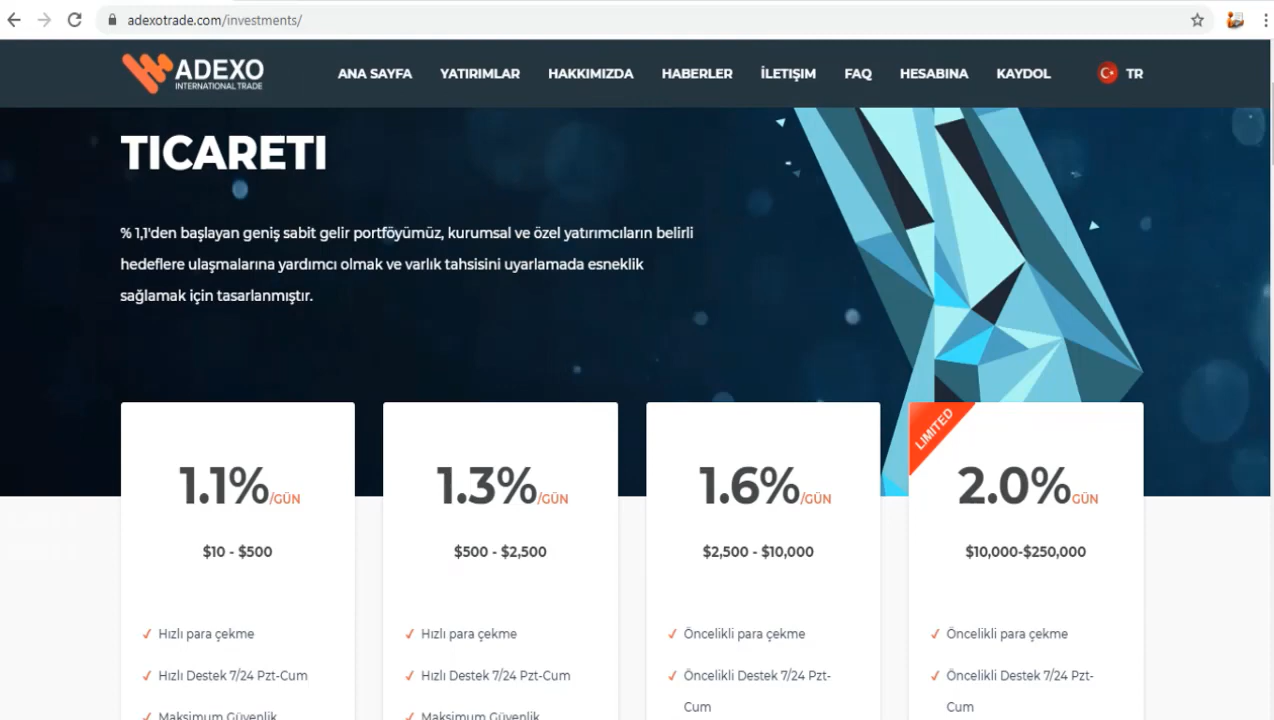 adexotrade.com/investments/
ADEXO
INTERNATIONAL TRADE
ANA SAYFA YATIRIMLAR HAKKIMIZDA HABERLER İLETIŞIM FAQ HESABINA KAYDOL TR
TICARETI
% 1,1'den başlayan geniş sabit gelir portföyümüz, kurumsal ve özel yatırımcıların belirli
hedeflere ulaşmalarına yardımcı olmak ve varlık tahsisini uyarlamada esneklik
sağlamak için tasarlanmıştır.
1.1%/GÜN
$10 - $500
✓ Hızlı para çekme
✓ Hızlı Destek 7/24 Pzt-Cum
✓ Maksimum Güvenlik
1.3%/GÜN
$500 - $2,500
✓ Hızlı para çekme
✓ Hızlı Destek 7/24 Pzt-Cum
✓ Maksimum Güvenlik
1.6%/GÜN
$2,500 - $10,000
✓ Öncelikli para çekme
✓ Öncelikli Destek 7/24 Pzt-
Cum
LIMITED
2.0%GÜN
$10,000-$250,000
✓ Öncelikli para çekme
✓ Öncelikli Destek 7/24 Pzt-
Cum